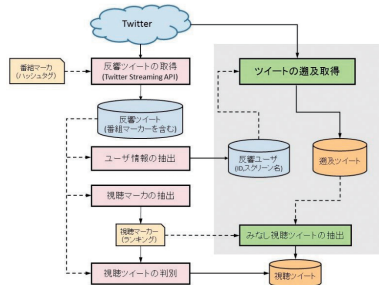 Twitter
番組マーカ
(ハッシュタグ)
反響ツイートの取得
(Twitter Streaming API)
ツイートの遡及取得
反響ツイート
(番組マーカーを含む)
ユーザ情報の抽出
反響ユーザ
(ID,スクリーン名)
遡及ツイート
視聴マーカの抽出
視聴マーカー
(ランキング)
みなし視聴ツイートの抽出
視聴ツイートの判別
視聴ツイート